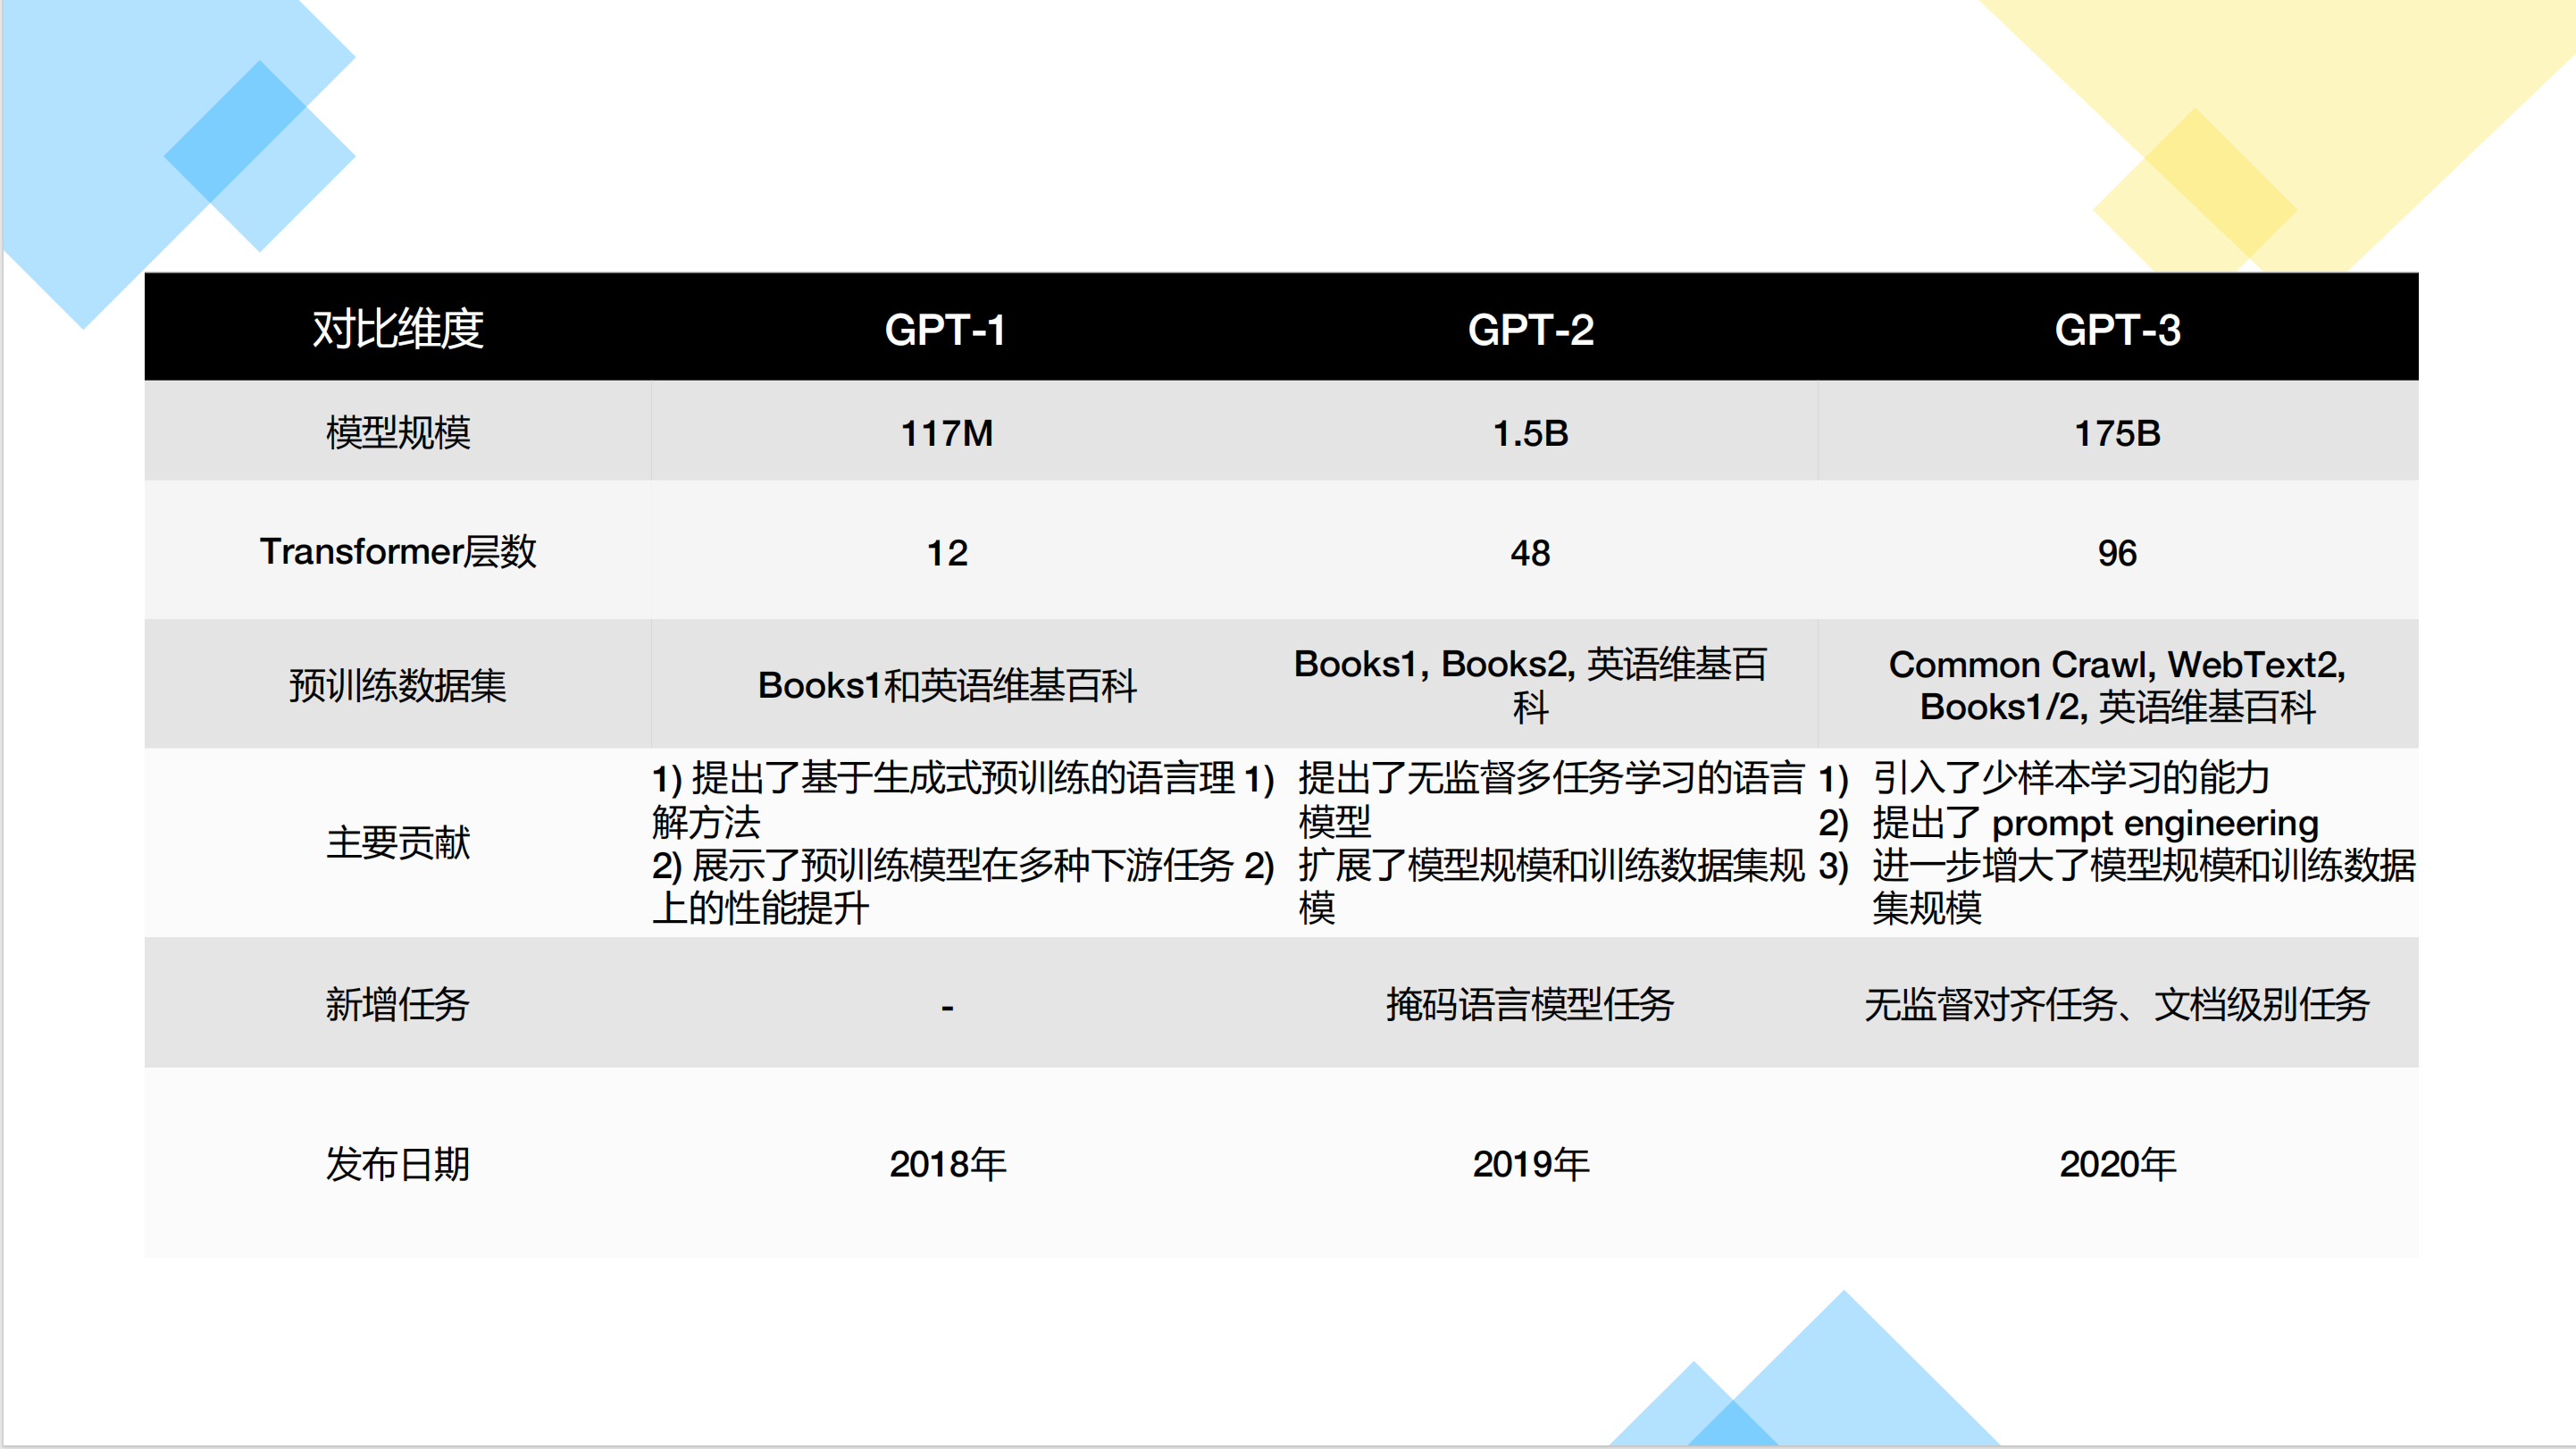 对比维度 GPT-1 GPT-2 GPT-3
模型规模 117M 1.5B 175B
Transformer层数 12 48 96
预训练数据集
Books1和英语维基百科
Books1, Books2, 英语维基百
科
Common Crawl, WebText2,
Books1/2, 英语维基百科
主要贡献
1) 提出了基于生成式预训练的语言理
解方法
2) 展示了预训练模型在多种下游任务
上的性能提升
1) 提出了无监督多任务学习的语言
模型
2) 扩展了模型规模和训练数据集规
模
1) 引入了少样本学习的能力
2) 提出了 prompt engineering
3) 进一步增大了模型规模和训练数据
集规模
新增任务 - 掩码语言模型任务 无监督对齐任务、文档级别任务
发布日期 2018年 2019年 2020年